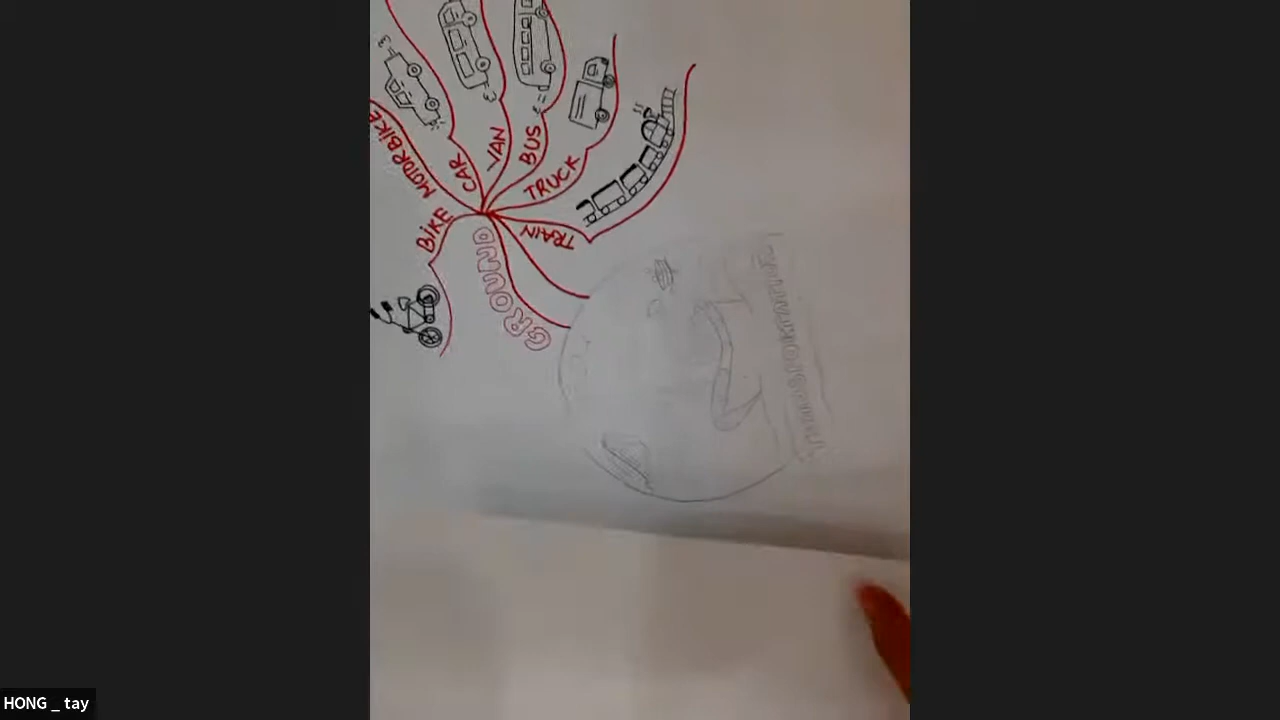 MOTORBIKE
CAR
VAN
BUS
TRUCK
TRAIN
BIKE
GROUND
TRANSPORTATION
HONG _ tay